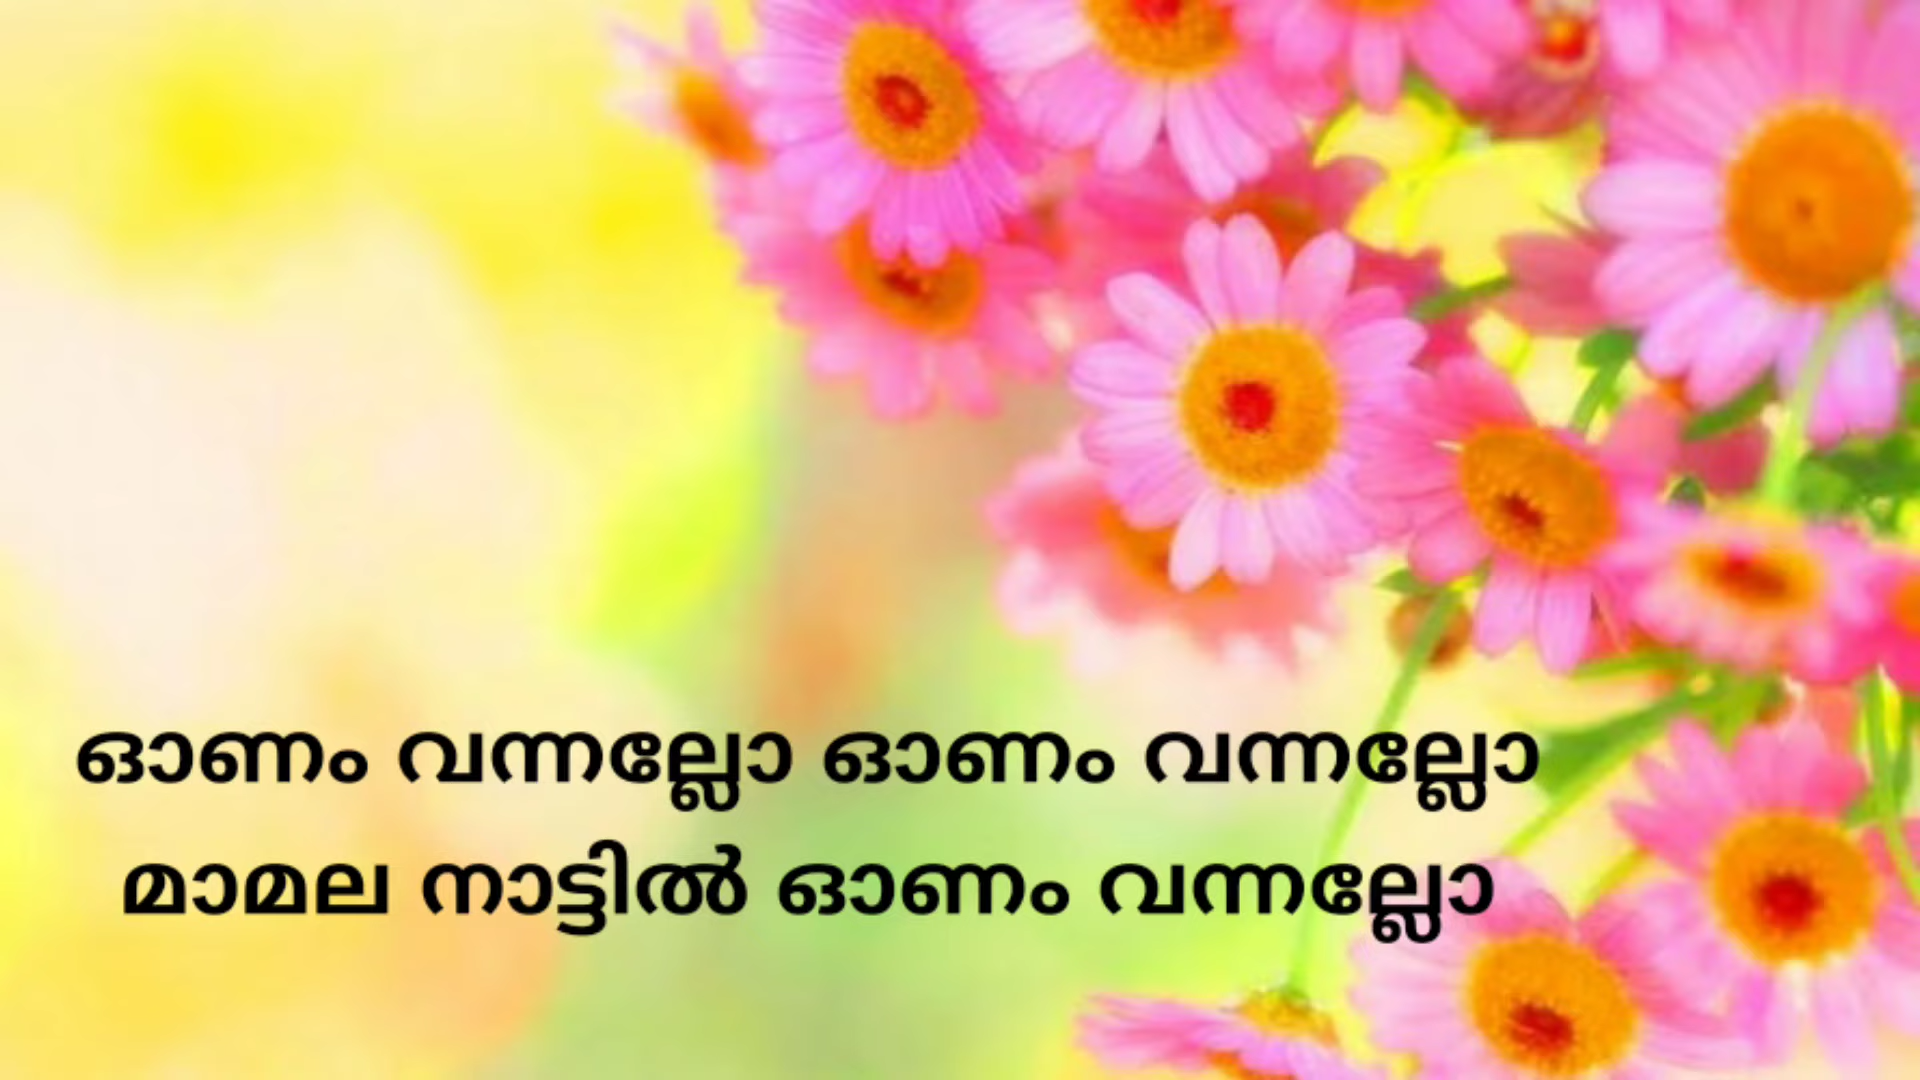 ഓണം വന്നല്ലോ ഓണം വന്നല്ലോ
മാമല നാട്ടിൽ ഓണം വന്നല്ലോ